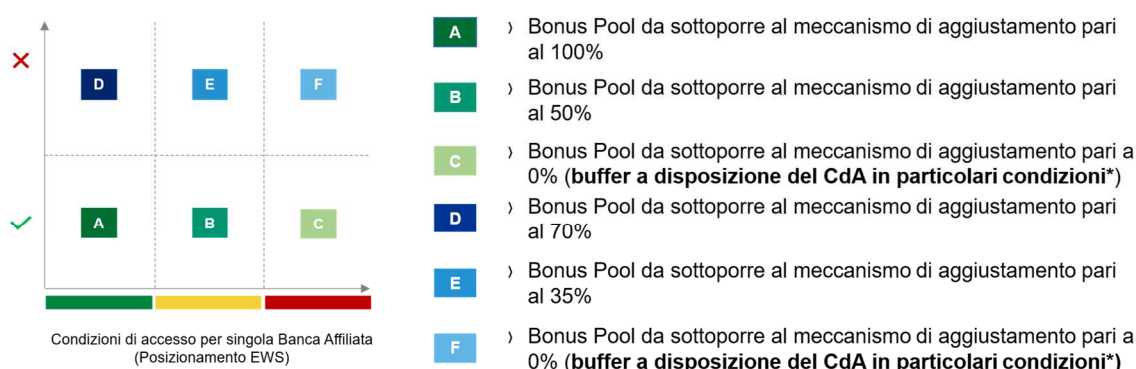 D
E
F
A
B
C
Condizioni di accesso per singola Banca Affiliata
(Posizionamento EWS)
A
› Bonus Pool da sottoporre al meccanismo di aggiustamento pari
al 100%
B
› Bonus Pool da sottoporre al meccanismo di aggiustamento pari
al 50%
C
› Bonus Pool da sottoporre al meccanismo di aggiustamento pari a
0% (buffer a disposizione del CdA in particolari condizioni*)
D
› Bonus Pool da sottoporre al meccanismo di aggiustamento pari
al 70%
E
› Bonus Pool da sottoporre al meccanismo di aggiustamento pari
al 35%
F
› Bonus Pool da sottoporre al meccanismo di aggiustamento pari a
0% (buffer a disposizione del CdA in particolari condizioni*)